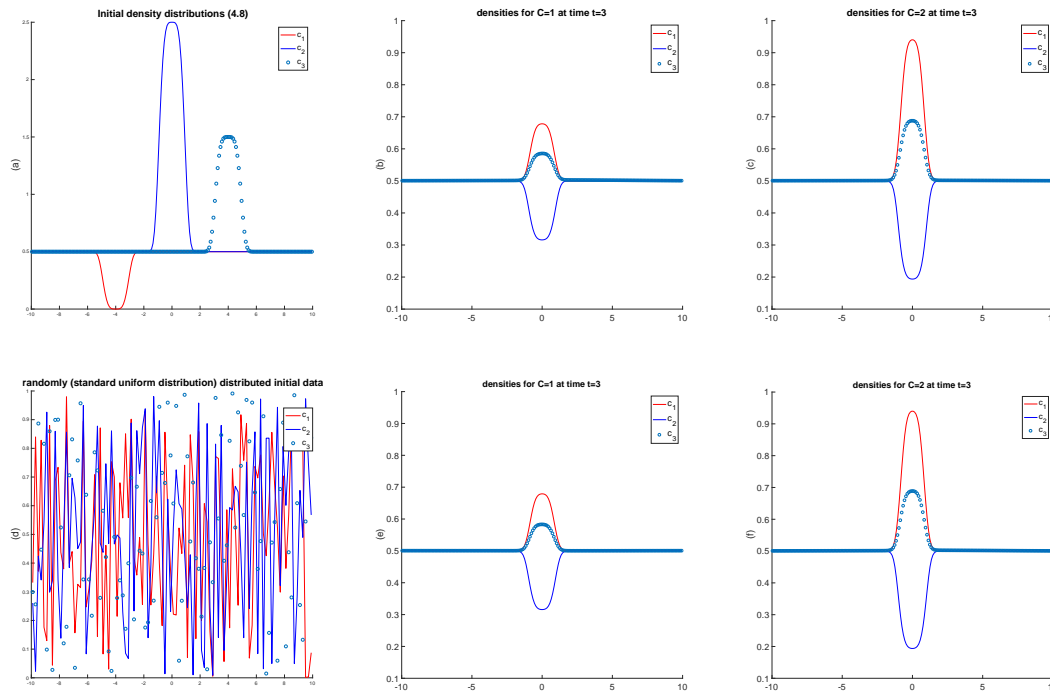 Initial density distributions (4.8)
2.5
2
1.5
1
0.5
0
(a)
-10 -8 -6 -4 -2 0 2 4 6 8 10
c1
c2
c3
densities for C=1 at time t=3
1
0.9
0.8
0.7
0.6
0.5
0.4
0.3
0.2
0.1
(b)
-10 -5 0 5 10
c1
c2
c3
densities for C=2 at time t=3
1
0.9
0.8
0.7
0.6
0.5
0.4
0.3
0.2
0.1
(c)
-10 -5 0 5 10
c1
c2
c3
randomly (standard uniform distribution) distributed initial data
1
0.9
0.8
0.7
0.6
0.5
0.4
0.3
0.2
0.1
0
(d)
-10 -8 -6 -4 -2 0 2 4 6 8 10
c1
c2
c3
densities for C=1 at time t=3
1
0.9
0.8
0.7
0.6
0.5
0.4
0.3
0.2
0.1
(e)
-10 -5 0 5 10
c1
c2
c3
densities for C=2 at time t=3
1
0.9
0.8
0.7
0.6
0.5
0.4
0.3
0.2
0.1
(f)
-10 -5 0 5 10
c1
c2
c3